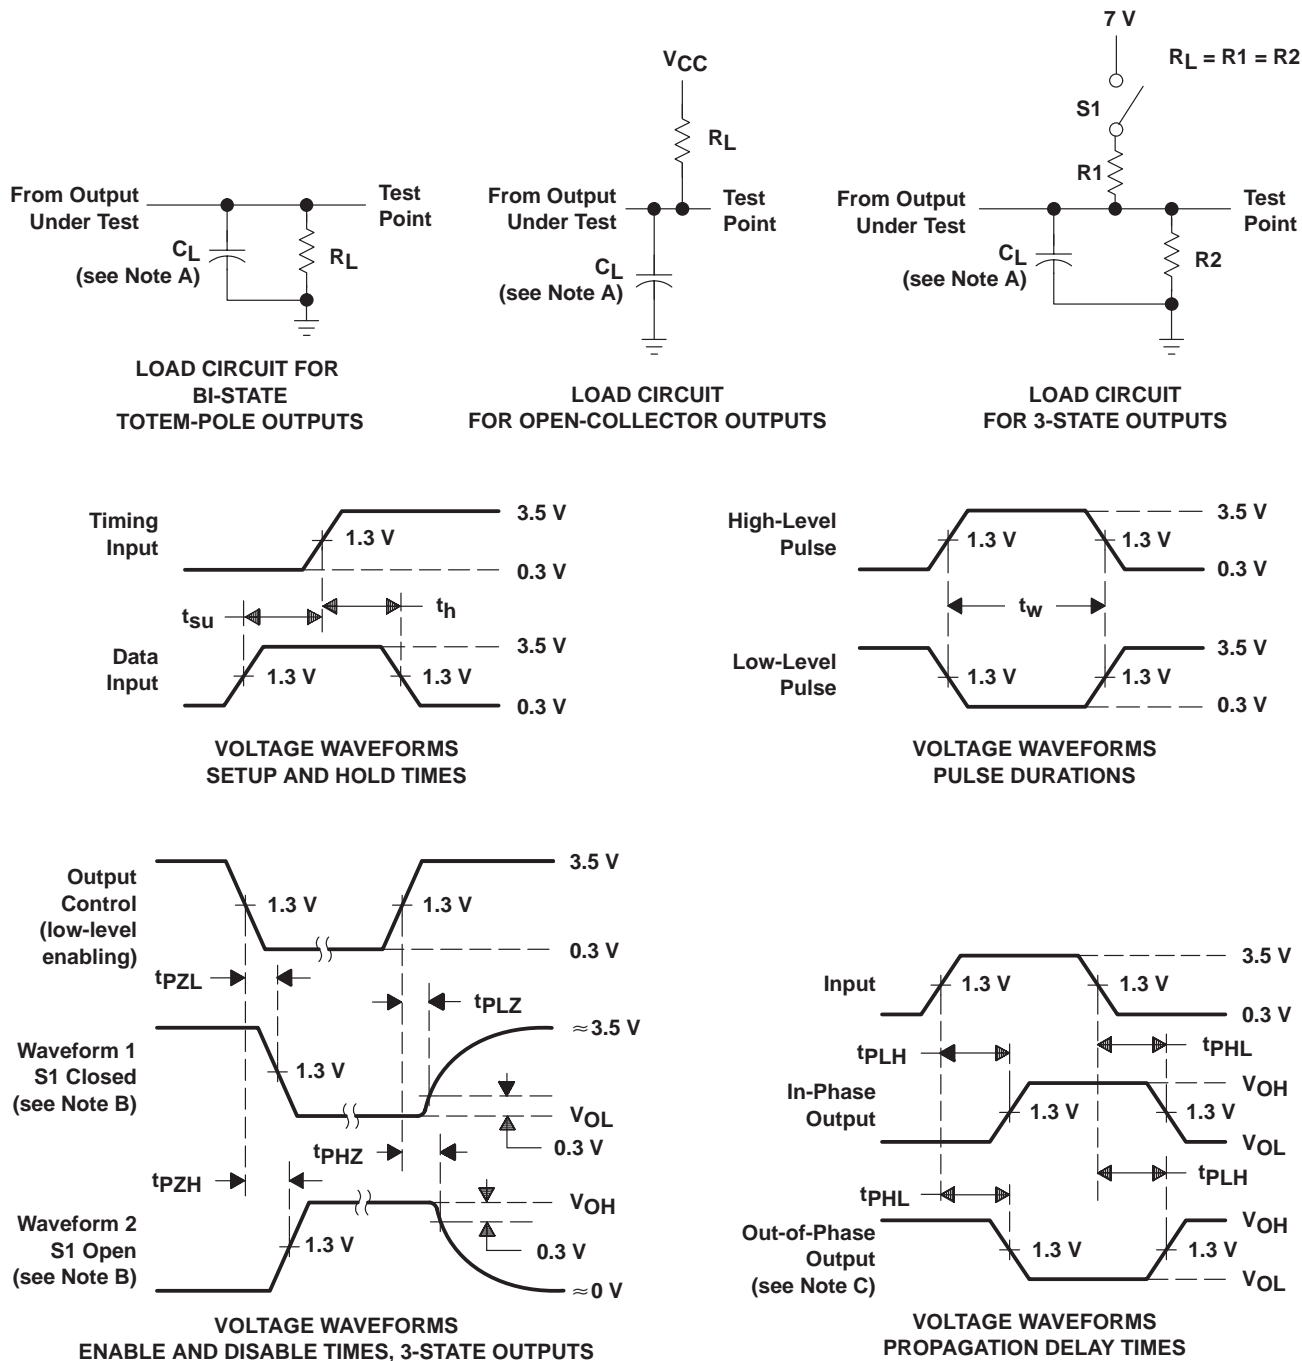 VCC
RL
From Output
Under Test
Test
Point
CL
(see Note A)
RL
LOAD CIRCUIT FOR
BI-STATE
TOTEM-POLE OUTPUTS
From Output
Under Test
Test
Point
CL
(see Note A)
LOAD CIRCUIT
FOR OPEN-COLLECTOR OUTPUTS
7 V
RL = R1 = R2
S1
R1
From Output
Under Test
Test
Point
CL
(see Note A)
R2
LOAD CIRCUIT
FOR 3-STATE OUTPUTS
Timing
Input
1.3 V
3.5 V
0.3 V
tsu
th
Data
Input
1.3 V
1.3 V
3.5 V
0.3 V
VOLTAGE WAVEFORMS
SETUP AND HOLD TIMES
High-Level
Pulse
1.3 V
1.3 V
3.5 V
0.3 V
tw
Low-Level
Pulse
1.3 V
1.3 V
3.5 V
0.3 V
VOLTAGE WAVEFORMS
PULSE DURATIONS
Output
Control
(low-level
enabling)
1.3 V
1.3 V
3.5 V
0.3 V
tPZL
tPLZ
Waveform 1
S1 Closed
(see Note B)
1.3 V
≈3.5 V
VOL
0.3 V
tPHZ
tPZH
Waveform 2
S1 Open
(see Note B)
1.3 V
VOH
0.3 V
≈0 V
VOLTAGE WAVEFORMS
ENABLE AND DISABLE TIMES, 3-STATE OUTPUTS
Input
1.3 V
1.3 V
3.5 V
0.3 V
tPLH
tPHL
In-Phase
Output
1.3 V
1.3 V
VOH
VOL
tPHL
tPLH
Out-of-Phase
Output
(see Note C)
1.3 V
1.3 V
VOH
VOL
VOLTAGE WAVEFORMS
PROPAGATION DELAY TIMES